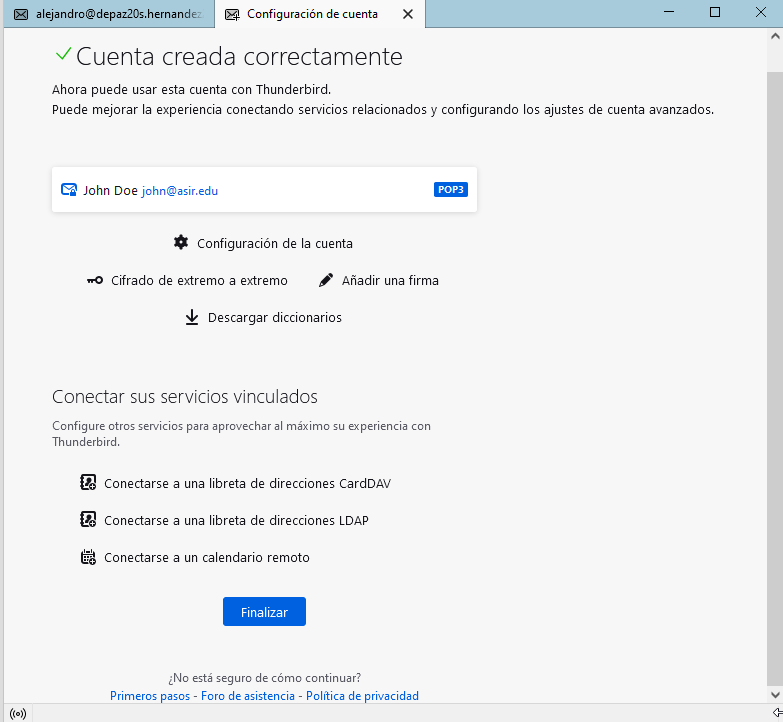 alejandro@depaz20s.hernandez.
Configuración de cuenta
Cuenta creada correctamente
Ahora puede usar esta cuenta con Thunderbird.
Puede mejorar la experiencia conectando servicios relacionados y configurando los ajustes de cuenta avanzados.
John Doe john@asir.edu POP3
Configuración de la cuenta
Cifrado de extremo a extremo Añadir una firma
Descargar diccionarios
Conectar sus servicios vinculados
Configure otros servicios para aprovechar al máximo su experiencia con
Thunderbird.
Conectarse a una libreta de direcciones CardDAV
Conectarse a una libreta de direcciones LDAP
Conectarse a un calendario remoto
Finalizar
¿No está seguro de cómo continuar?
Primeros pasos - Foro de asistencia - Política de privacidad